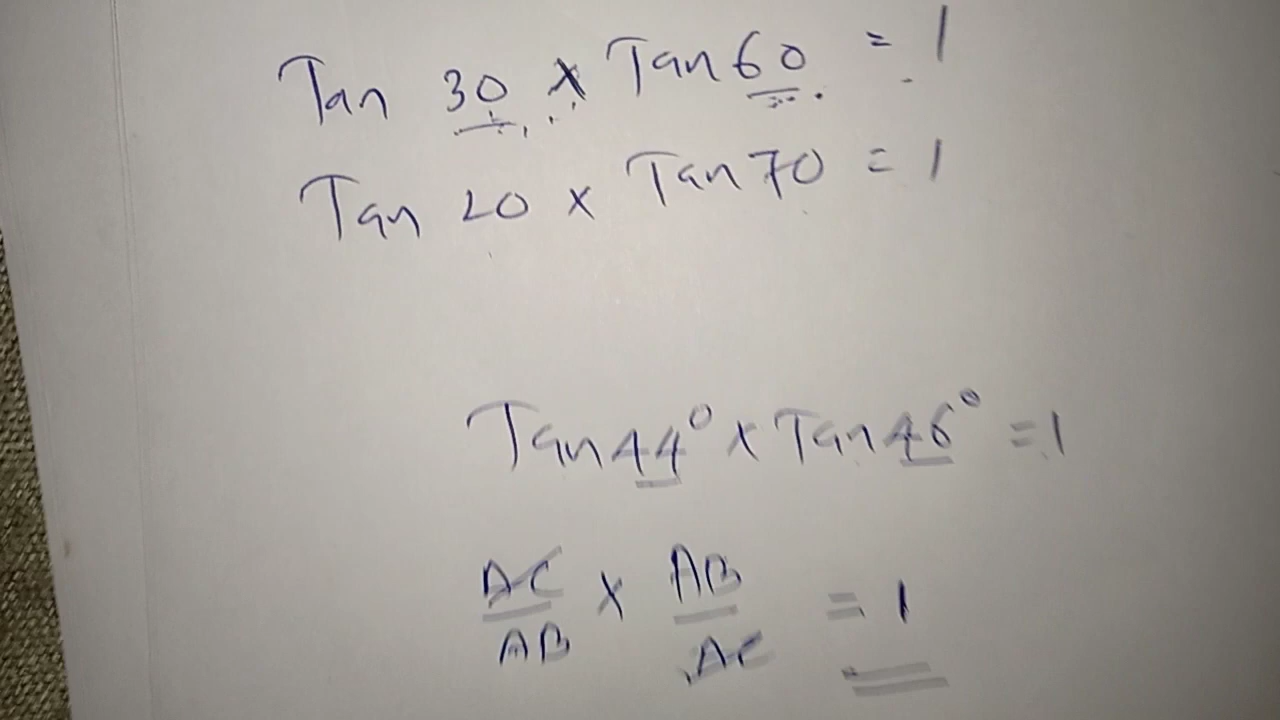 Tan 30 x Tan 60 = 1
Tan 20 x Tan 70 = 1
Tan 44° x Tan 46° = 1
AC/AB x AB/AC = 1